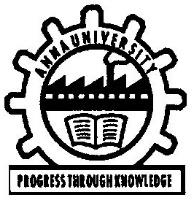 ANNA UNIVERSITY
PROGRESS THROUGH KNOWLEDGE